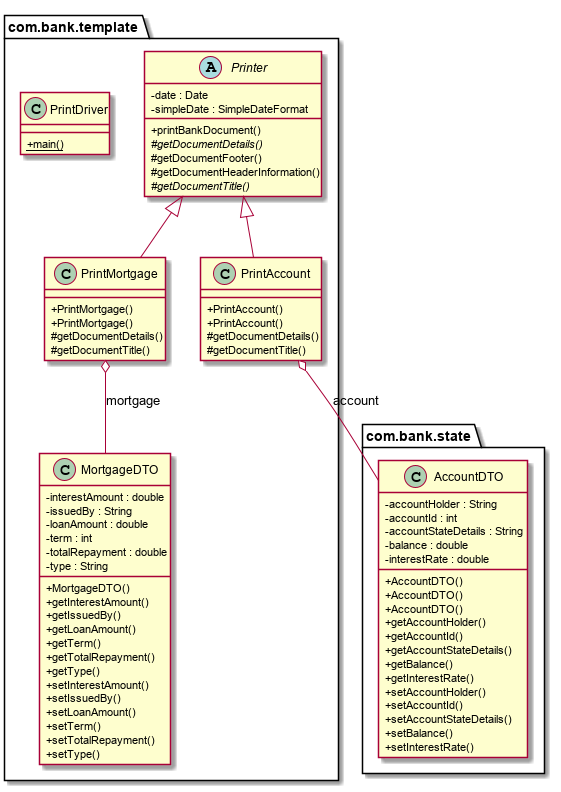 com.bank.template
A Printer
-date : Date
-simpleDate : SimpleDateFormat
+printBankDocument()
#getDocumentDetails()
#getDocumentFooter()
#getDocumentHeaderInformation()
#getDocumentTitle()
C PrintDriver
+main()
C PrintMortgage
+PrintMortgage()
+PrintMortgage()
#getDocumentDetails()
#getDocumentTitle()
C PrintAccount
+PrintAccount()
+PrintAccount()
#getDocumentDetails()
#getDocumentTitle()
mortgage
account
C MortgageDTO
-interestAmount : double
-issuedBy : String
-loanAmount : double
-term : int
-totalRepayment : double
-type : String
+MortgageDTO()
+getInterestAmount()
+getIssuedBy()
+getLoanAmount()
+getTerm()
+getTotalRepayment()
+getType()
+setInterestAmount()
+setIssuedBy()
+setLoanAmount()
+setTerm()
+setTotalRepayment()
+setType()
com.bank.state
C AccountDTO
-accountHolder : String
-accountId : int
-accountStateDetails : String
-balance : double
-interestRate : double
+AccountDTO()
+AccountDTO()
+AccountDTO()
+getAccountHolder()
+getAccountId()
+getAccountStateDetails()
+getBalance()
+getInterestRate()
+setAccountHolder()
+setAccountId()
+setAccountStateDetails()
+setBalance()
+setInterestRate()